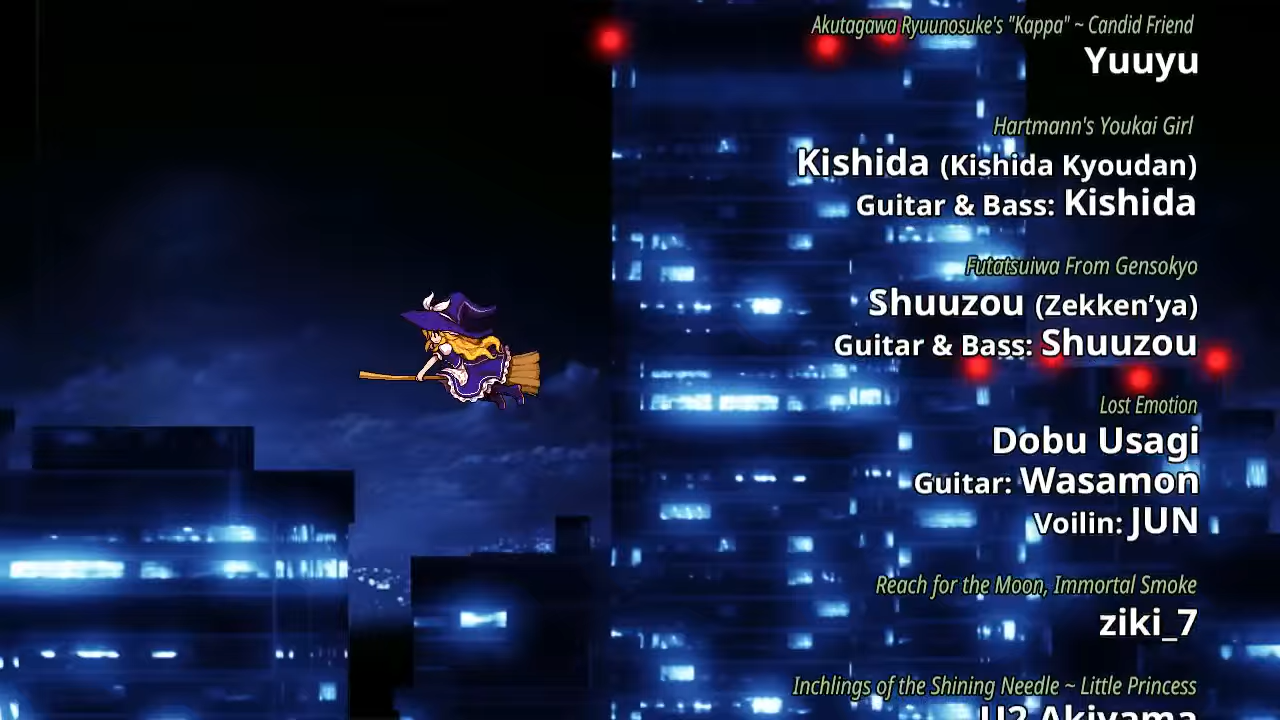 Akutagawa Ryuunosuke's "Kappa" ~ Candid Friend
Yuuyu
Hartmann's Youkai Girl
Kishida (Kishida Kyoudan)
Guitar & Bass: Kishida
Futatsuiwa From Gensokyo
Shuuzou (Zekken’ya)
Guitar & Bass: Shuuzou
Lost Emotion
Dobu Usagi
Guitar: Wasamon
Voilin: JUN
Reach for the Moon, Immortal Smoke
ziki_7
Inchlings of the Shining Needle ~ Little Princess
U2 Akiyama